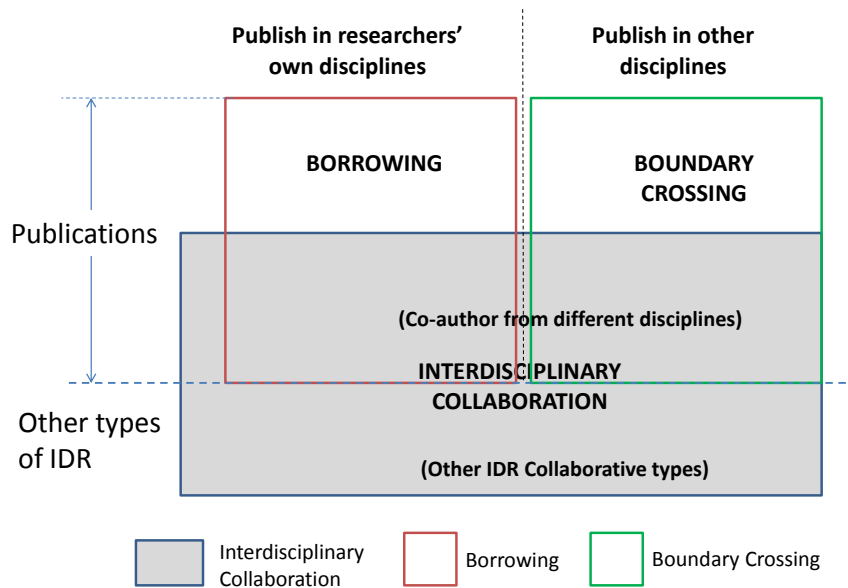 Publish in researchers'
own disciplines
Publish in other
disciplines
BORROWING
BOUNDARY
CROSSING
Publications
(Co-author from different disciplines)
INTERDISCIPLINARY
COLLABORATION
Other types
of IDR
(Other IDR Collaborative types)
Interdisciplinary
Collaboration
Borrowing
Boundary Crossing